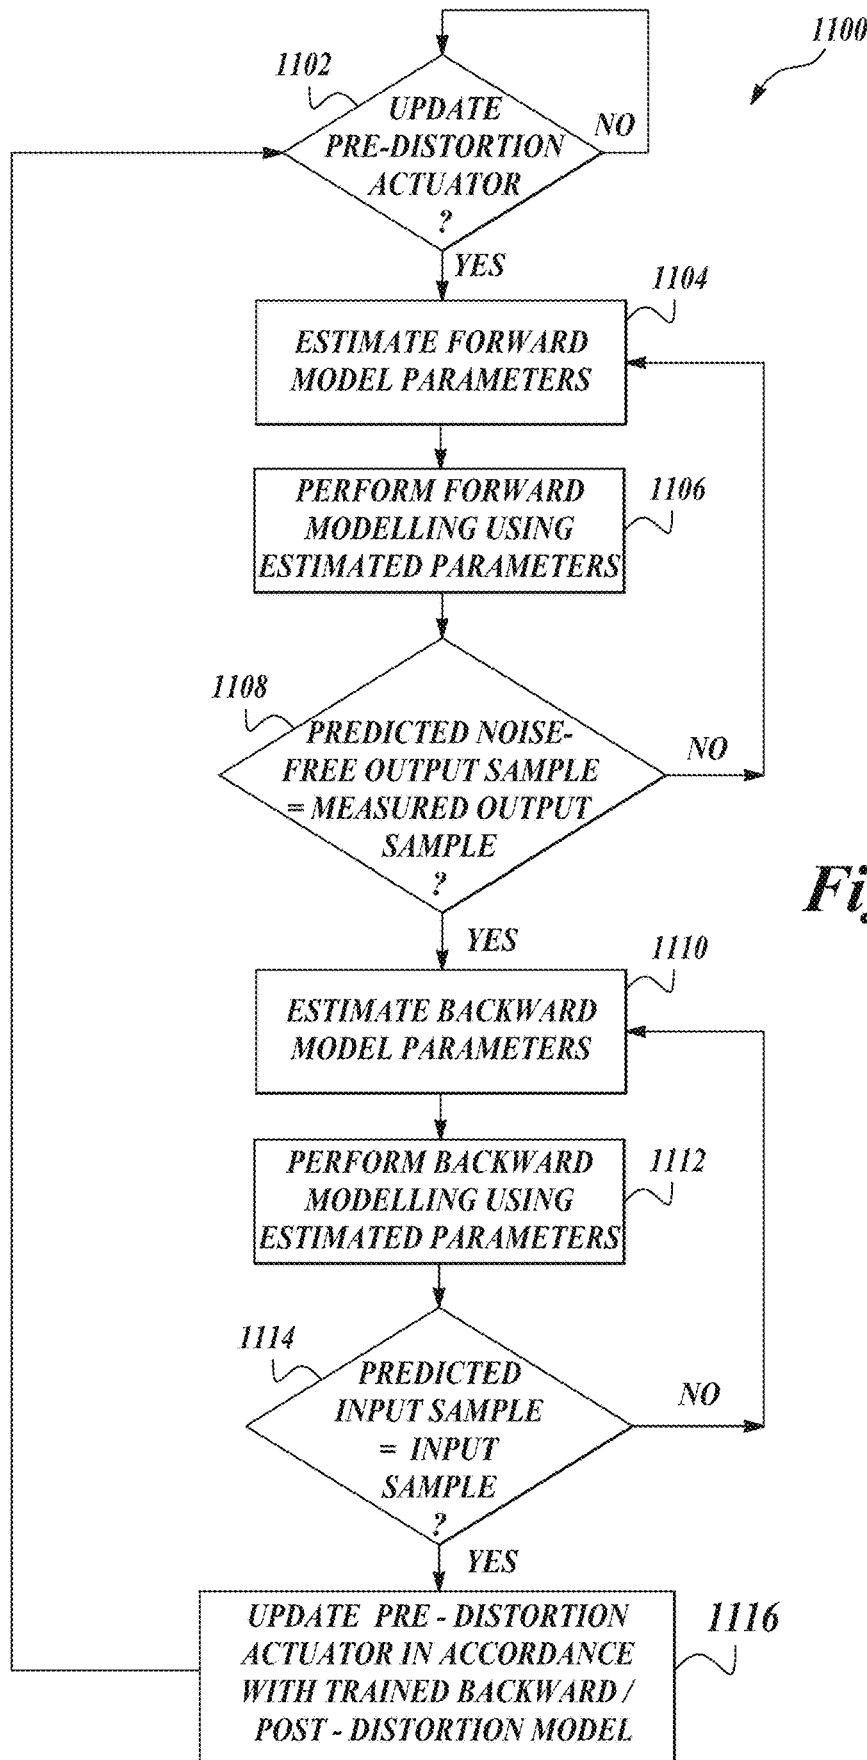 1100
1102
UPDATE
PRE-DISTORTION
ACTUATOR
?
NO
YES
1104
ESTIMATE FORWARD
MODEL PARAMETERS
1106
PERFORM FORWARD
MODELLING USING
ESTIMATED PARAMETERS
1108
PREDICTED NOISE-
FREE OUTPUT SAMPLE
= MEASURED OUTPUT
SAMPLE
?
NO
YES
1110
ESTIMATE BACKWARD
MODEL PARAMETERS
1112
PERFORM BACKWARD
MODELLING USING
ESTIMATED PARAMETERS
1114
PREDICTED
INPUT SAMPLE
= INPUT
SAMPLE
?
NO
YES
1116
UPDATE PRE - DISTORTION
ACTUATOR IN ACCORDANCE
WITH TRAINED BACKWARD /
POST - DISTORTION MODEL